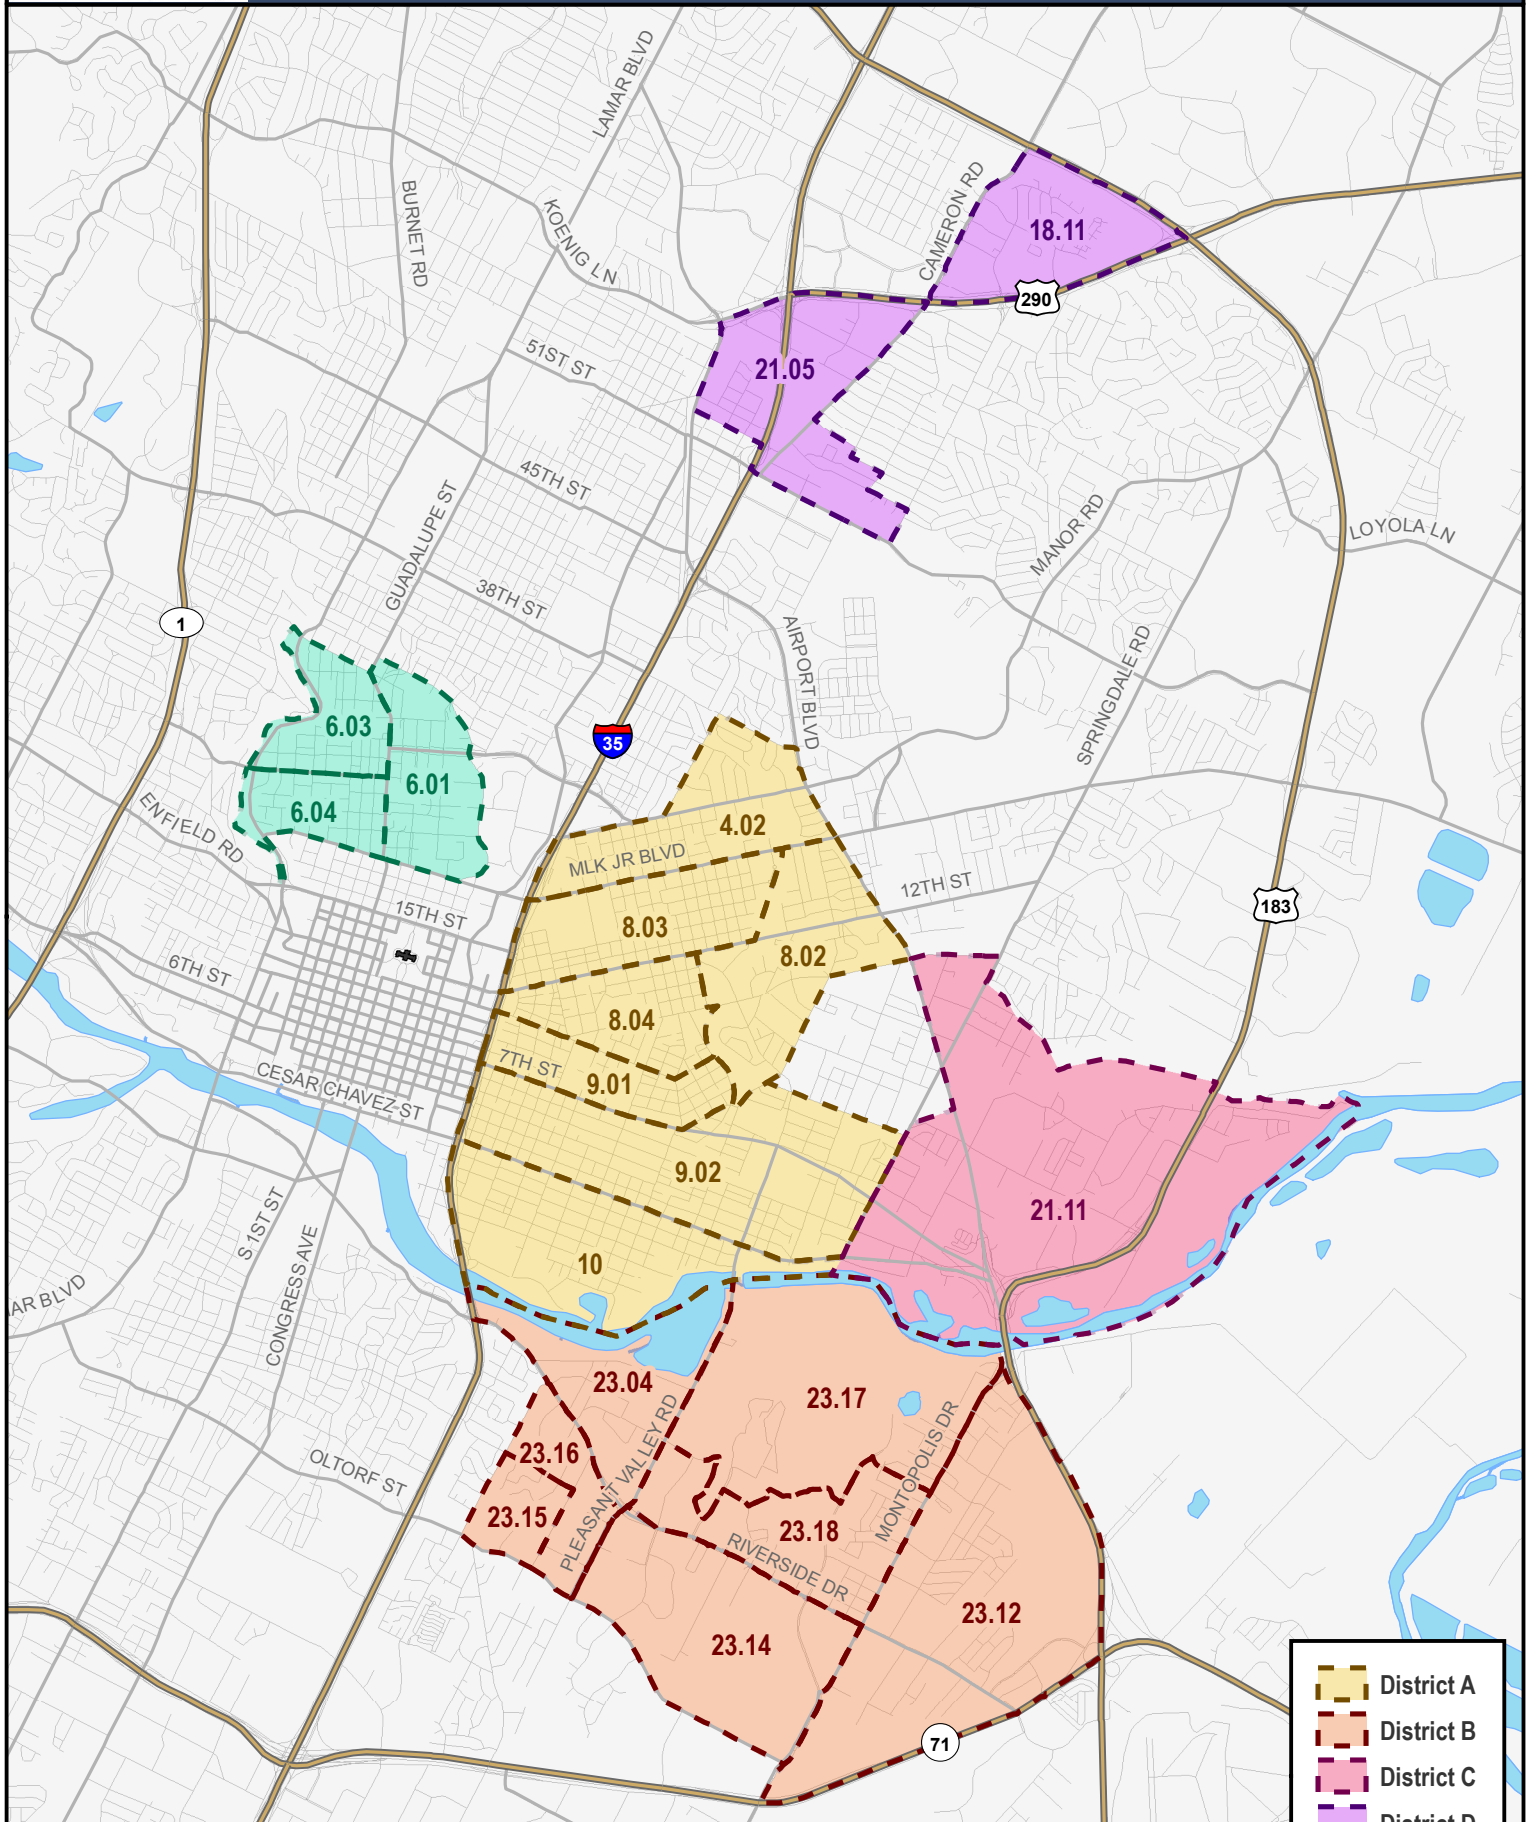 LAMAR BLVD
BURNET RD
KOENIG LN
CAMERON RD
18.11
290
51ST ST
21.05
45TH ST
GUADALUPE ST
38TH ST
MANOR RD
LOYOLA LN
1
AIRPORT BLVD
SPRINGDALE RD
6.03
35
6.01
6.04
ENFIELD RD
4.02
MLK JR BLVD
12TH ST
183
15TH ST
8.03
8.02
6TH ST
8.04
7TH ST
9.01
CESAR CHAVEZ ST
9.02
21.11
S 1ST ST
CONGRESS AVE
10
AR BLVD
23.04
23.17
PLEASANT VALLEY RD
MONTOPOLIS DR
23.16
OLTORF ST
23.15
23.18
RIVERSIDE DR
23.12
23.14
71
District A
District B
District C
District D